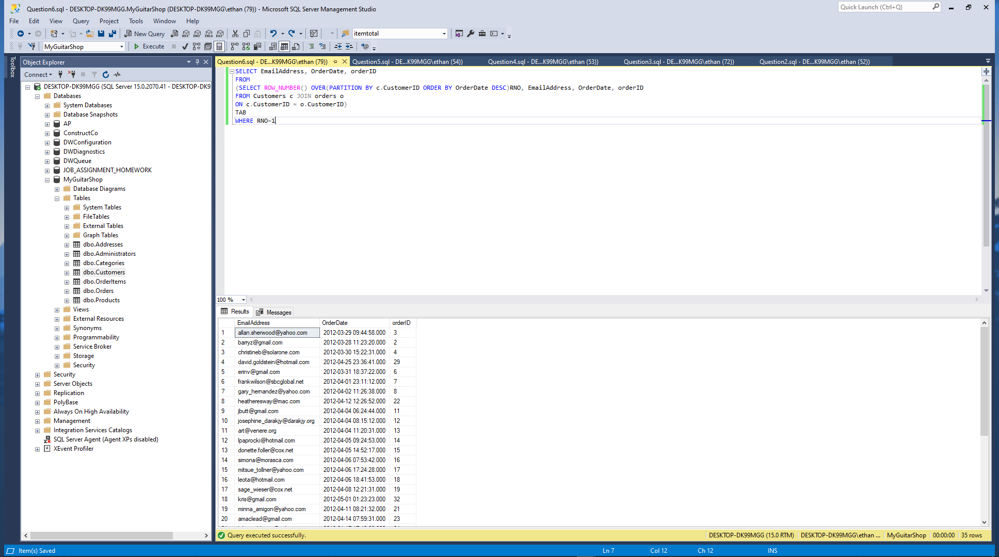 Question6.sql - DESKTOP-DK99MGG.MyGuitarShop (DESKTOP-DK99MGG\ethan (79)) - Microsoft SQL Server Management Studio
Quick Launch (Ctrl+Q)
File Edit View Query Project Tools Window Help
New Query MDX DMX XMLA DAX itemtotal
MyGuitarShop Execute
Toolbox
Object Explorer
Question6.sql - DE...K99MGG\ethan (79)) Question5.sql - DE...K99MGG\ethan (54)) Question4.sql - DE...K99MGG\ethan (53)) Question3.sql - DE...K99MGG\ethan (72)) Question2.sql - DE...K99MGG\ethan (52))
Connect
DESKTOP-DK99MGG (SQL Server 15.0.2070.41 - DESKTOP-DK9
Databases
System Databases
Database Snapshots
AP
ConstructCo
DWConfiguration
DWDiagnostics
DWQueue
JOB_ASSIGNMENT_HOMEWORK
MyGuitarShop
Database Diagrams
Tables
System Tables
FileTables
External Tables
Graph Tables
dbo.Addresses
dbo.Administrators
dbo.Categories
dbo.Customers
dbo.OrderItems
dbo.Orders
dbo.Products
Views
External Resources
Synonyms
Programmability
Service Broker
Storage
Security
Security
Server Objects
Replication
PolyBase
Always On High Availability
Management
Integration Services Catalogs
SQL Server Agent (Agent XPs disabled)
XEvent Profiler
SELECT EmailAddress, OrderDate, orderID
FROM
(SELECT ROW_NUMBER() OVER(PARTITION BY c.CustomerID ORDER BY OrderDate DESC)RNO, EmailAddress, OrderDate, orderID
FROM Customers c JOIN orders o
ON c.CustomerID = o.CustomerID)
TAB
WHERE RNO=1
100 %
Results Messages
EmailAddress OrderDate orderID
1 allan.sherwood@yahoo.com 2012-03-29 09:44:58.000 3
2 barryz@gmail.com 2012-03-28 11:23:20.000 2
3 christineb@solarone.com 2012-03-30 15:22:31.000 4
4 david.goldstein@hotmail.com 2012-04-25 23:36:41.000 29
5 erinv@gmail.com 2012-03-31 18:37:22.000 6
6 frankwilson@sbcglobal.net 2012-04-01 23:11:12.000 7
7 gary_hernandez@yahoo.com 2012-04-02 11:26:38.000 8
8 heatheresway@mac.com 2012-04-12 12:26:52.000 22
9 jbutt@gmail.com 2012-04-04 06:24:44.000 11
10 josephine_darakjy@darakjy.org 2012-04-04 08:15:12.000 12
11 art@venere.org 2012-04-04 11:20:31.000 13
12 lpaprocki@hotmail.com 2012-04-05 09:24:53.000 14
13 donette.foller@cox.net 2012-04-05 14:52:17.000 15
14 simona@morasca.com 2012-04-06 07:53:42.000 16
15 mitsue_tollner@yahoo.com 2012-04-06 17:24:28.000 17
16 leota@hotmail.com 2012-04-06 18:41:53.000 18
17 sage_wieser@cox.net 2012-04-08 12:21:31.000 19
18 kris@gmail.com 2012-05-01 01:23:23.000 32
19 minna_amigon@yahoo.com 2012-04-11 08:21:32.000 21
20 amaclead@gmail.com 2012-04-14 07:59:31.000 23
Query executed successfully. DESKTOP-DK99MGG (15.0 RTM) DESKTOP-DK99MGG\ethan ... MyGuitarShop 00:00:00 35 rows
Item(s) Saved Ln 7 Col 12 Ch 12 INS